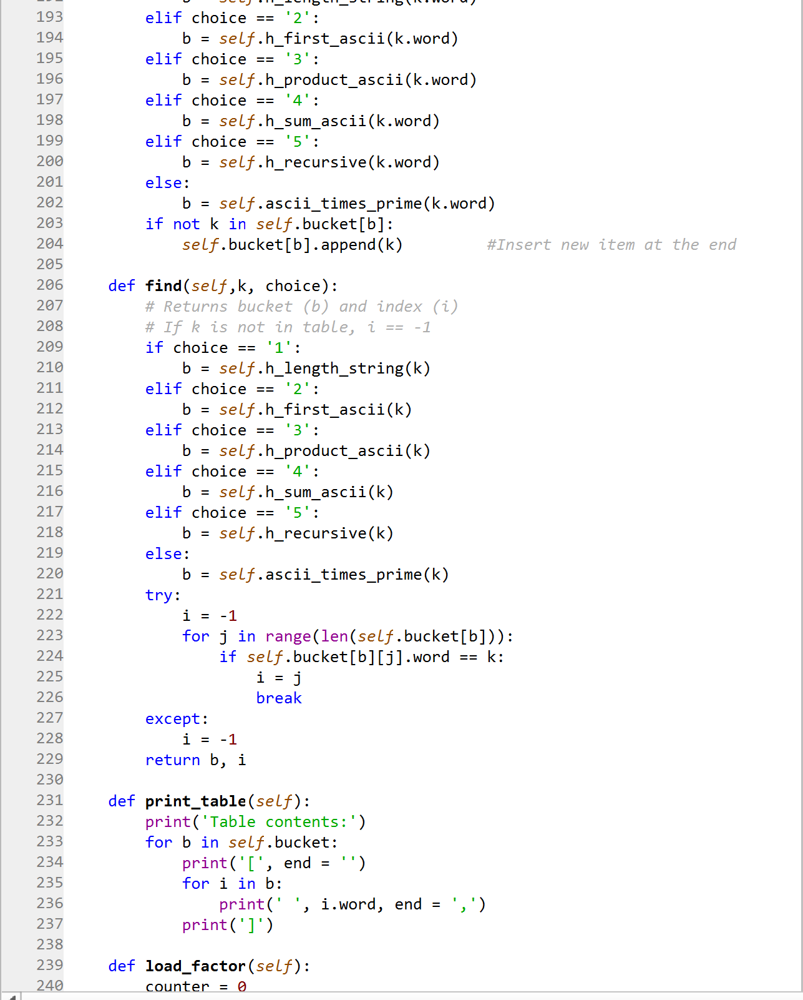 193 elif choice == '2':
194 b = self.h_first_ascii(k.word)
195 elif choice == '3':
196 b = self.h_product_ascii(k.word)
197 elif choice == '4':
198 b = self.h_sum_ascii(k.word)
199 elif choice == '5':
200 b = self.h_recursive(k.word)
201 else:
202 b = self.ascii_times_prime(k.word)
203 if not k in self.bucket[b]:
204 self.bucket[b].append(k) #Insert new item at the end
205
206 def find(self,k, choice):
207 # Returns bucket (b) and index (i)
208 # If k is not in table, i == -1
209 if choice == '1':
210 b = self.h_length_string(k)
211 elif choice == '2':
212 b = self.h_first_ascii(k)
213 elif choice == '3':
214 b = self.h_product_ascii(k)
215 elif choice == '4':
216 b = self.h_sum_ascii(k)
217 elif choice == '5':
218 b = self.h_recursive(k)
219 else:
220 b = self.ascii_times_prime(k)
221 try:
222 i = -1
223 for j in range(len(self.bucket[b])):
224 if self.bucket[b][j].word == k:
225 i = j
226 break
227 except:
228 i = -1
229 return b, i
230
231 def print_table(self):
232 print('Table contents:')
233 for b in self.bucket:
234 print('[', end = '')
235 for i in b:
236 print(' ', i.word, end = ',')
237 print(']')
238
239 def load_factor(self):
240 counter = 0